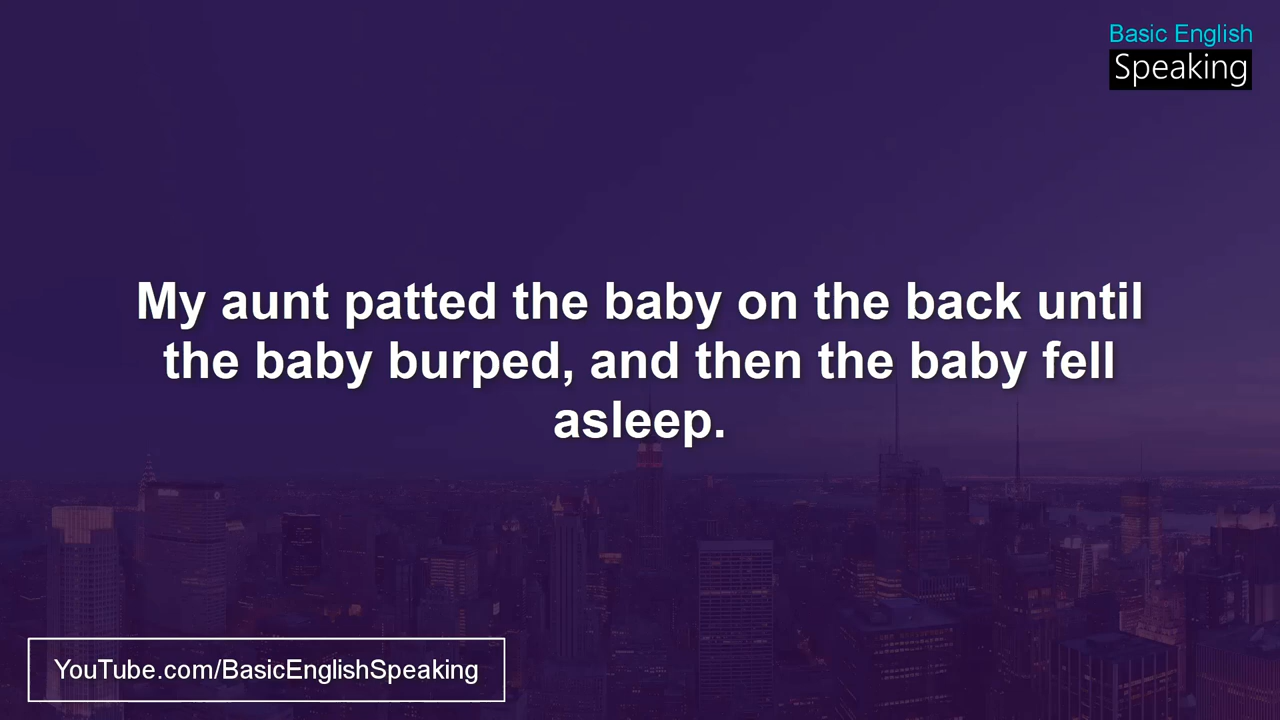 Basic English
Speaking
My aunt patted the baby on the back until
the baby burped, and then the baby fell
asleep.
YouTube.com/BasicEnglishSpeaking